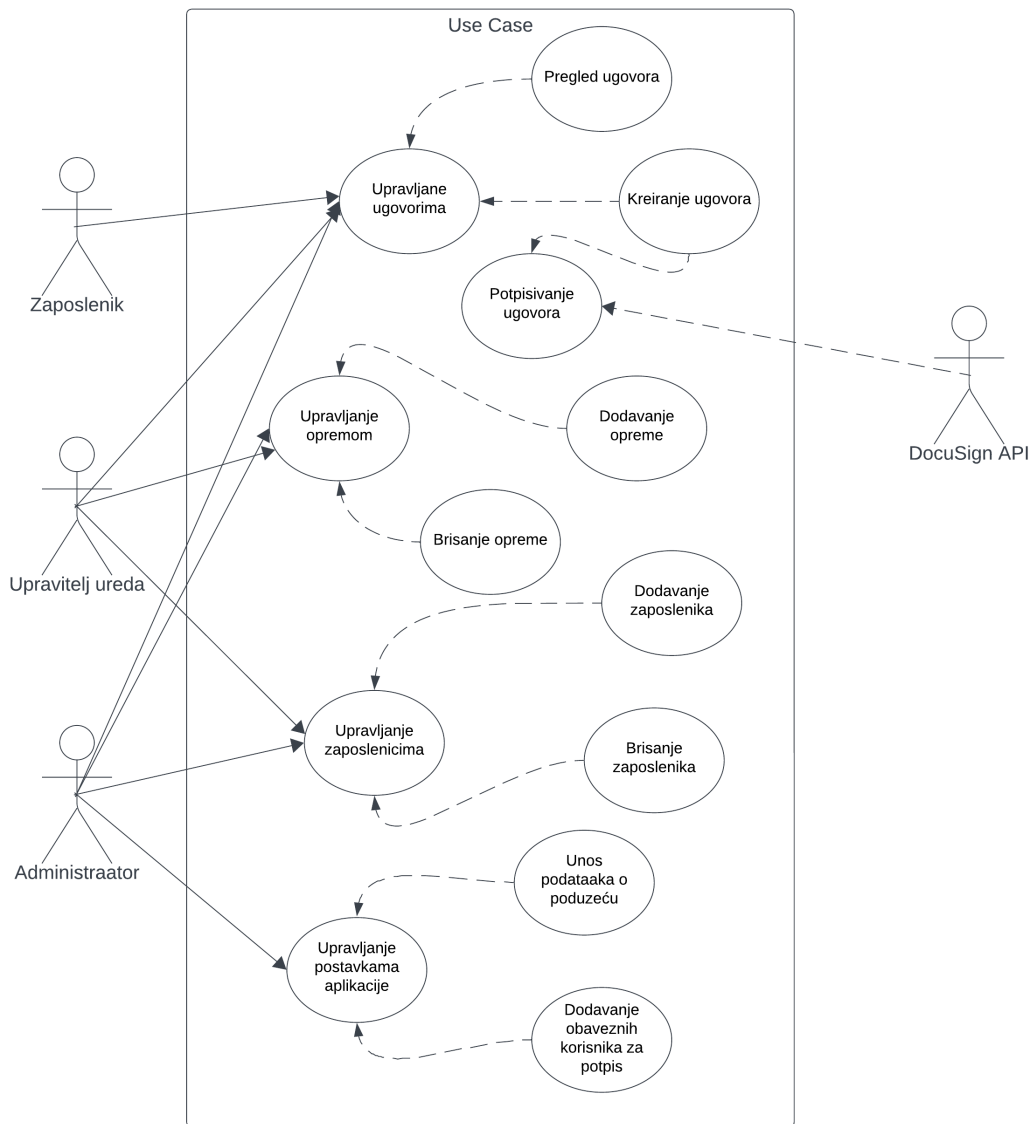 Use Case
Pregled ugovora
Upravljane
ugovorima
Kreiranje ugovora
Zaposlenik
Potpisivanje
ugovora
DocuSign API
Upravljanje
opremom
Dodavanje
opreme
Brisanje opreme
Upravitelj ureda
Dodavanje
zaposlenika
Upravljanje
zaposlenicima
Brisanje
zaposlenika
Administraator
Unos
podataaka o
poduzeću
Upravljanje
postavkama
aplikacije
Dodavanje
obaveznih
korisnika za
potpis